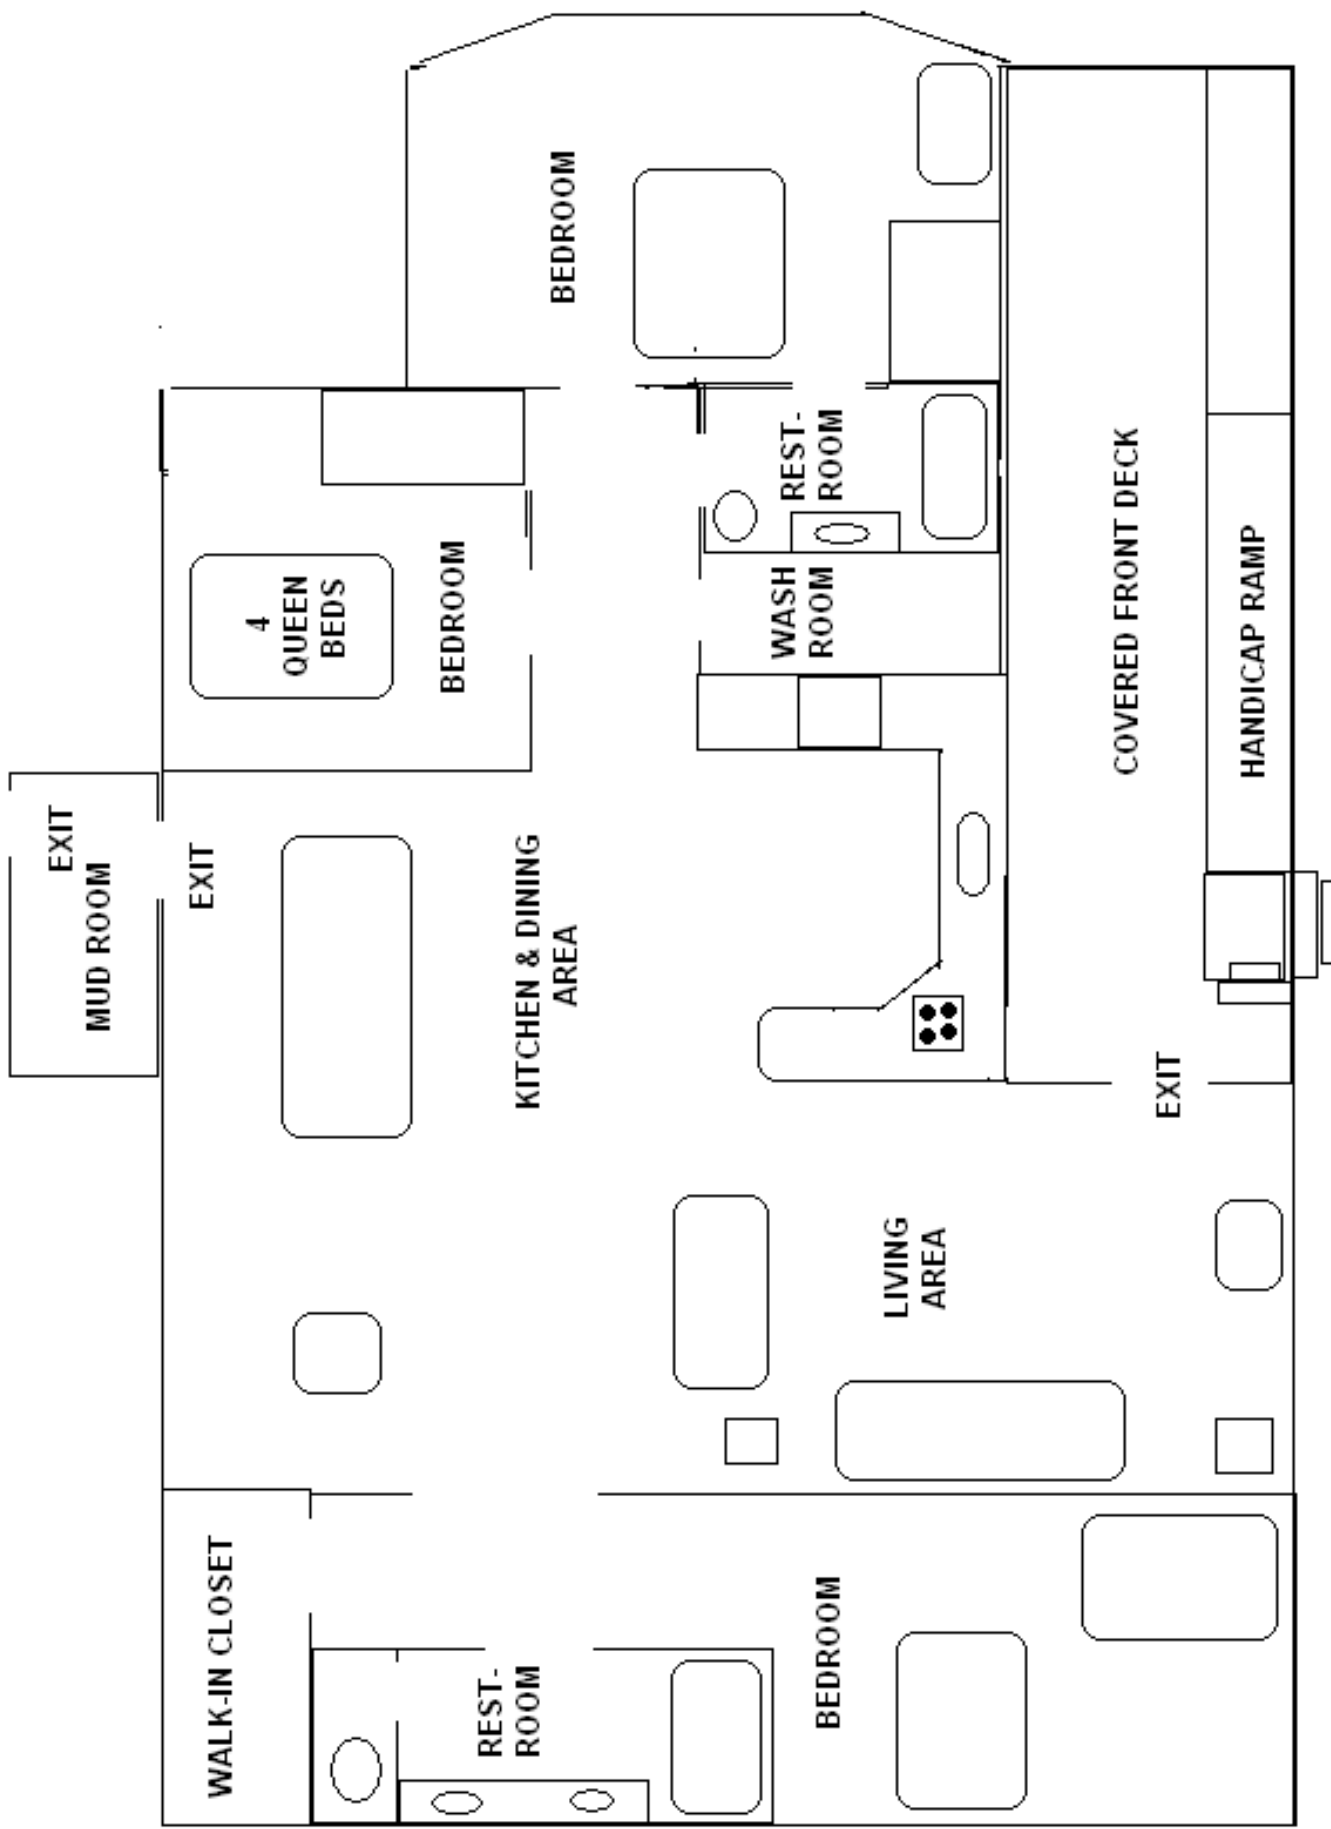 WALK-IN CLOSET
REST-
ROOM
BEDROOM
MUD ROOM
EXIT
EXIT
KITCHEN & DINING
AREA
LIVING
AREA
EXIT
4
QUEEN
BEDS
BEDROOM
WASH
ROOM
REST-
ROOM
BEDROOM
COVERED FRONT DECK
HANDICAP RAMP